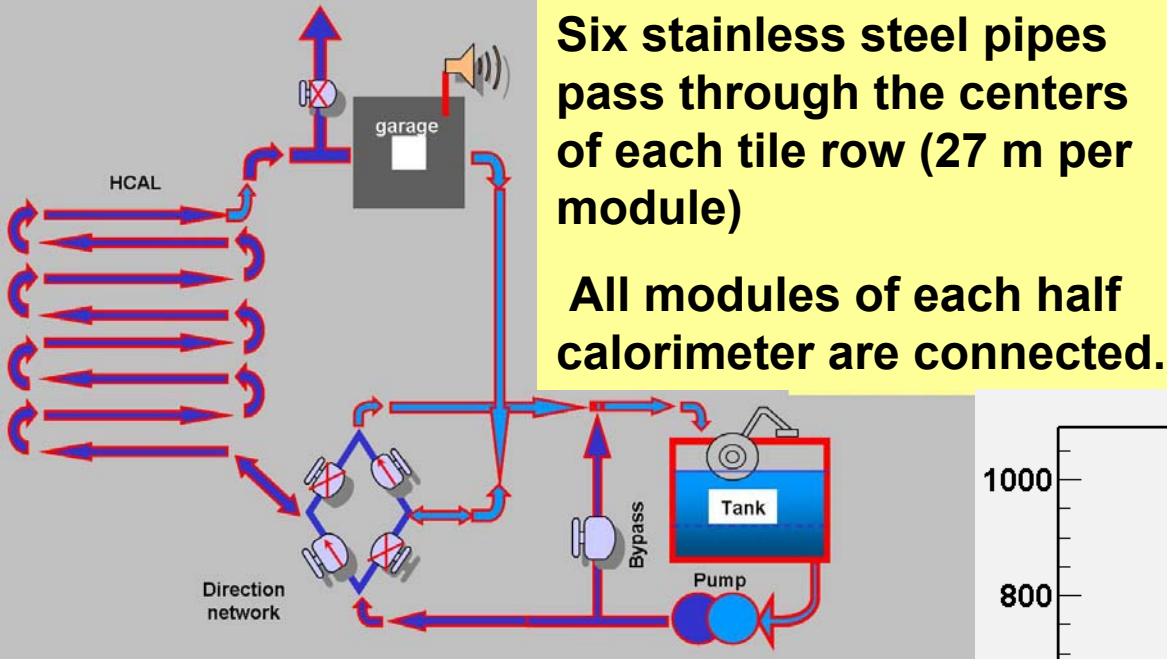 Six stainless steel pipes
pass through the centers
of each tile row (27 m per
module)
All modules of each half
calorimeter are connected.
garage
HCAL
Tank
Bypass
Pump
Direction
network
1000
800